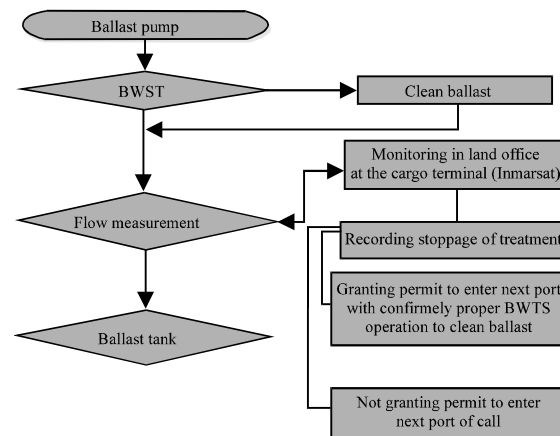 Ballast pump
BWST
Clean ballast
Monitoring in land office
at the cargo terminal (Inmarsat)
Flow measurement
Recording stoppage of treatment
Granting permit to enter next port
with confirmely proper BWTS
operation to clean ballast
Ballast tank
Not granting permit to enter
next port of call